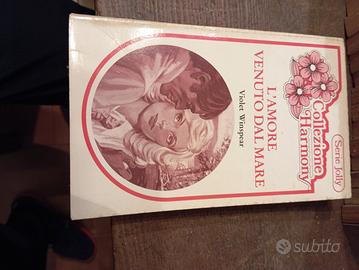 Serie Jolly
Collezione
Harmony
L'AMORE
VENUTO DAL MARE
Violet Winspear
subito